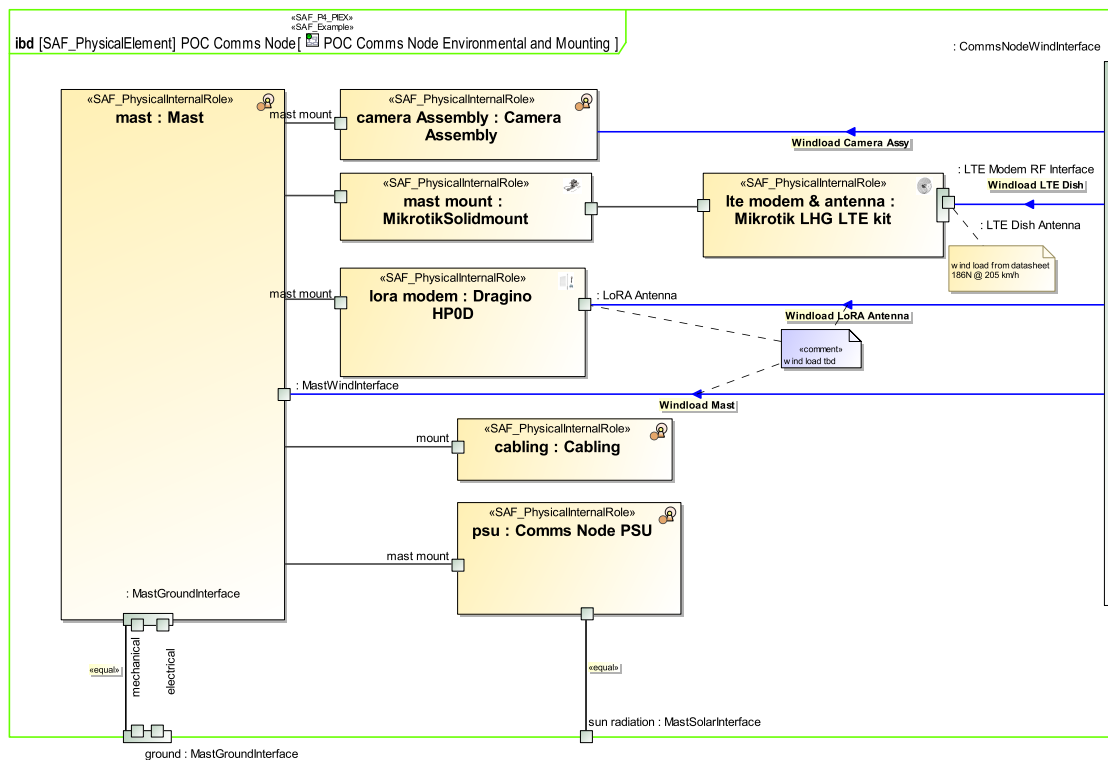 «SAF_P4_PIEX»
«SAF_Example»
ibd [SAF_PhysicalElement] POC Comms Node[ POC Comms Node Environmental and Mounting ]
: CommsNodeWindInterface
«SAF_PhysicalInternalRole»
mast : Mast
mast mount
«SAF_PhysicalInternalRole»
camera Assembly : Camera
Assembly
Windload Camera Assy
«SAF_PhysicalInternalRole»
mast mount :
MikrotikSolidmount
«SAF_PhysicalInternalRole»
lte modem & antenna :
Mikrotik LHG LTE kit
: LTE Modem RF Interface
Windload LTE Dish
: LTE Dish Antenna
wind load from datasheet
186N @ 205 km/h
mast mount
«SAF_PhysicalInternalRole»
lora modem : Dragino
HP0D
: LoRA Antenna
Windload LoRA Antenna
«comment»
wind load tbd
: MastWindInterface
Windload Mast
mount
«SAF_PhysicalInternalRole»
cabling : Cabling
mast mount
«SAF_PhysicalInternalRole»
psu : Comms Node PSU
: MastGroundInterface
mechanical
electrical
«equal»
«equal»
sun radiation : MastSolarInterface
ground : MastGroundInterface